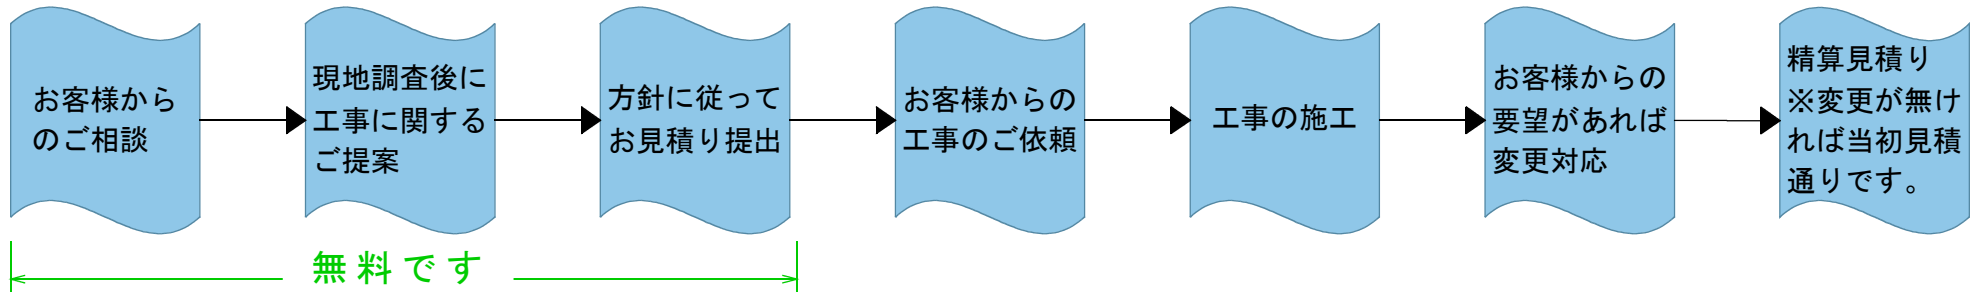 お客様から
のご相談
現地調査後に
工事に関する
ご提案
方針に従って
お見積り提出
お客様からの
工事のご依頼
工事の施工
お客様からの
要望があれば
変更対応
精算見積り
※変更が無け
れば当初見積
通りです。
無料です